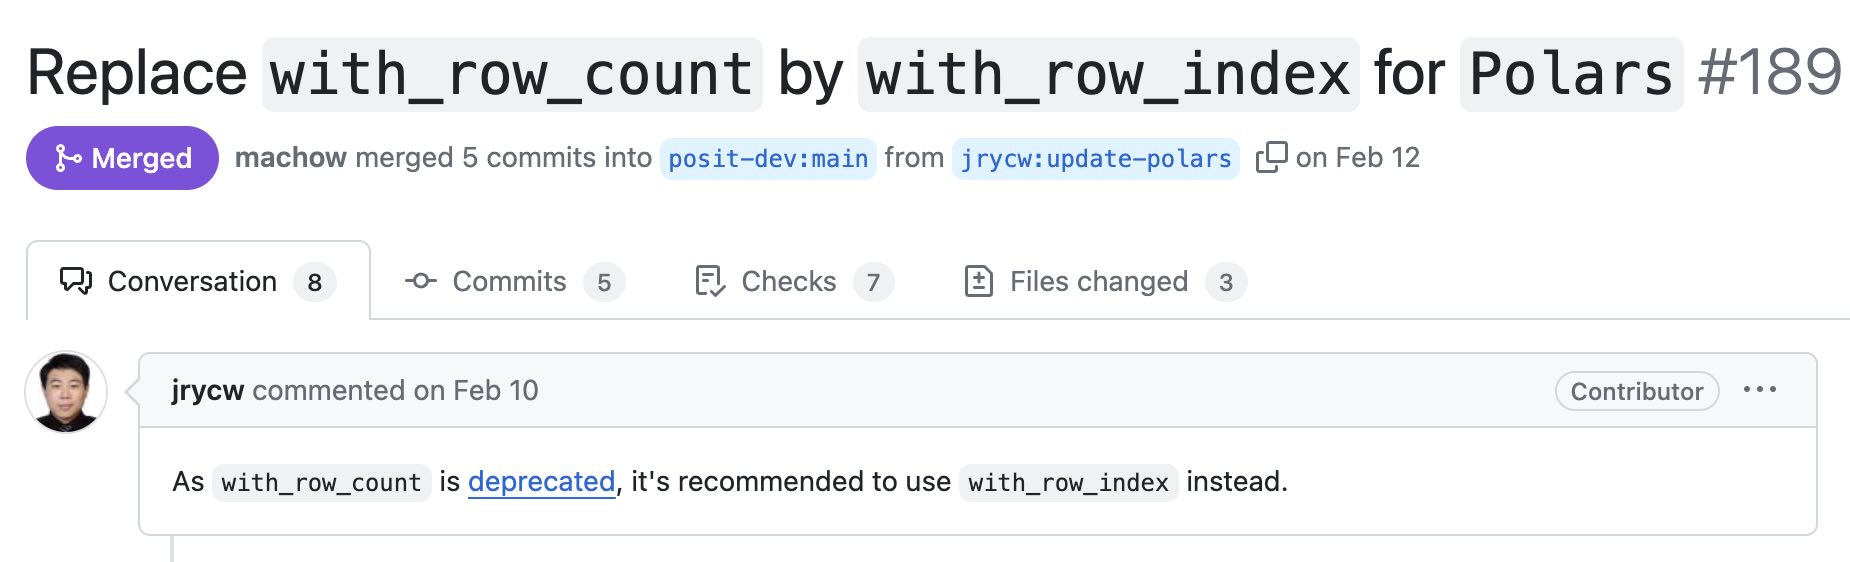 Replace with_row_count by with_row_index for Polars #189
Merged machow merged 5 commits into posit-dev:main from jrycw:update-polars on Feb 12
Conversation 8 Commits 5 Checks 7 Files changed 3
jrycw commented on Feb 10 Contributor ...
As with_row_count is deprecated, it's recommended to use with_row_index instead.